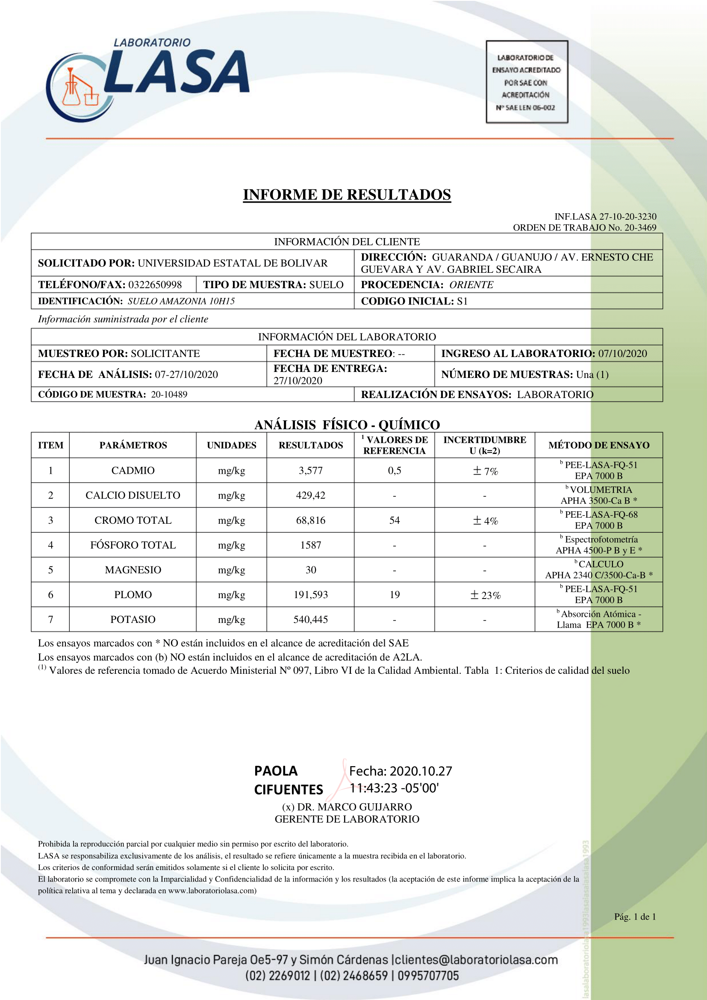 LABORATORIO
LASA
LABORATORIO DE
ENSAYO ACREDITADO
POR SAE CON
ACREDITACIÓN
Nº SAE LEN 06-002
INFORME DE RESULTADOS
INF.LASA 27-10-20-3230
ORDEN DE TRABAJO No. 20-3469
INFORMACIÓN DEL CLIENTE
SOLICITADO POR: UNIVERSIDAD ESTATAL DE BOLIVAR
DIRECCIÓN: GUARANDA / GUANUJO / AV. ERNESTO CHE
GUEVARA Y AV. GABRIEL SECAIRA
TELÉFONO/FAX: 0322650998 TIPO DE MUESTRA: SUELO PROCEDENCIA: ORIENTE
IDENTIFICACIÓN: SUELO AMAZONIA 10H15 CODIGO INICIAL: S1
Información suministrada por el cliente
INFORMACIÓN DEL LABORATORIO
MUESTREO POR: SOLICITANTE FECHA DE MUESTREO: -- INGRESO AL LABORATORIO: 07/10/2020
FECHA DE ANÁLISIS: 07-27/10/2020
FECHA DE ENTREGA:
27/10/2020
NÚMERO DE MUESTRAS: Una (1)
CÓDIGO DE MUESTRA: 20-10489 REALIZACIÓN DE ENSAYOS: LABORATORIO
ANÁLISIS FÍSICO - QUÍMICO
ITEM PARÁMETROS UNIDADES RESULTADOS
1 VALORES DE
REFERENCIA
INCERTIDUMBRE
U (k=2)
MÉTODO DE ENSAYO
1 CADMIO mg/kg 3,577 0,5 ± 7%
b PEE-LASA-FQ-51
EPA 7000 B
2 CALCIO DISUELTO mg/kg 429,42 - -
b VOLUMETRIA
APHA 3500-Ca B *
3 CROMO TOTAL mg/kg 68,816 54 ± 4%
b PEE-LASA-FQ-68
EPA 7000 B
4 FÓSFORO TOTAL mg/kg 1587 - -
b Espectrofotometría
APHA 4500-P B y E *
5 MAGNESIO mg/kg 30 - -
b CALCULO
APHA 2340 C/3500-Ca-B *
6 PLOMO mg/kg 191,593 19 ± 23%
b PEE-LASA-FQ-51
EPA 7000 B
7 POTASIO mg/kg 540,445 - -
b Absorción Atómica -
Llama EPA 7000 B *
Los ensayos marcados con * NO están incluidos en el alcance de acreditación del SAE
Los ensayos marcados con (b) NO están incluidos en el alcance de acreditación de A2LA.
(1) Valores de referencia tomado de Acuerdo Ministerial Nº 097, Libro VI de la Calidad Ambiental. Tabla 1: Criterios de calidad del suelo
PAOLA
CIFUENTES
Fecha: 2020.10.27
11:43:23 -05'00'
(x) DR. MARCO GUIJARRO
GERENTE DE LABORATORIO
Prohibida la reproducción parcial por cualquier medio sin permiso por escrito del laboratorio.
LASA se responsabiliza exclusivamente de los análisis, el resultado se refiere únicamente a la muestra recibida en el laboratorio.
Los criterios de conformidad serán emitidos solamente si el cliente lo solicita por escrito.
El laboratorio se compromete con la Imparcialidad y Confidencialidad de la información y los resultados (la aceptación de este informe implica la aceptación de la
política relativa al tema y declarada en www.laboratoriolasa.com)
Pág. 1 de 1
lasalaboratoriolasa1993lasalasalasalasa1993
Juan Ignacio Pareja Oe5-97 y Simón Cárdenas |clientes@laboratoriolasa.com
(02) 2269012 | (02) 2468659 | 0995707705